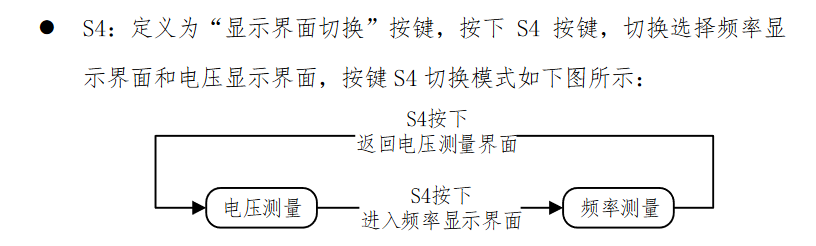 ● S4：定义为“显示界面切换”按键，按下 S4 按键，切换选择频率显
示界面和电压显示界面，按键 S4 切换模式如下图所示：
S4按下
返回电压测量界面
电压测量
S4按下
进入频率显示界面
频率测量